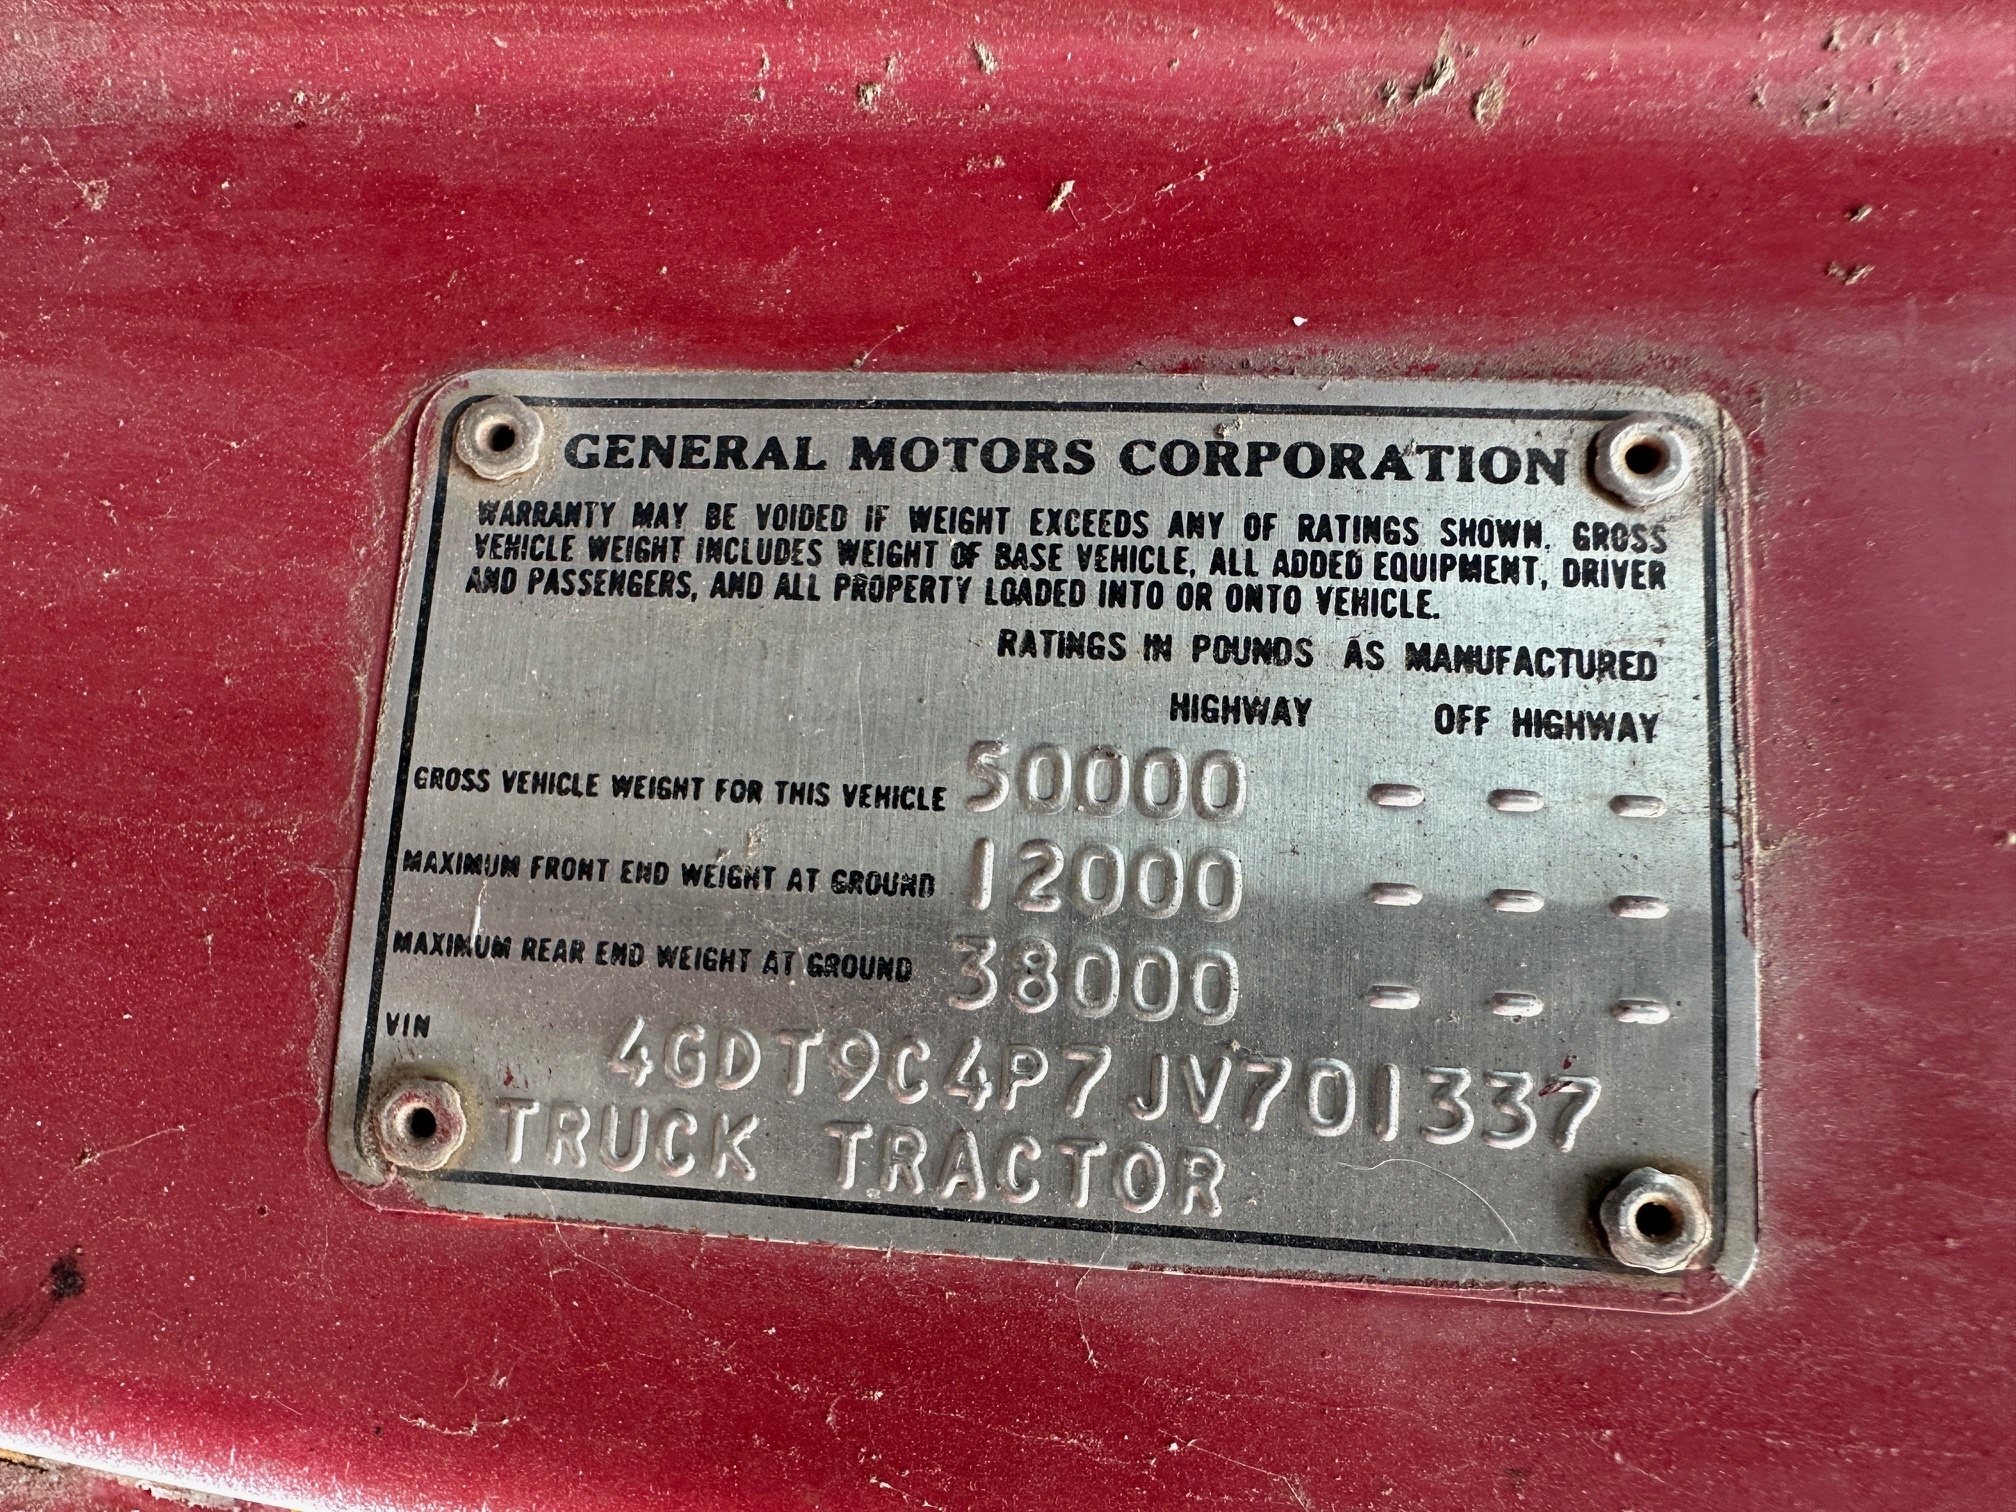 GENERAL MOTORS CORPORATION
WARRANTY MAY BE VOIDED IF WEIGHT EXCEEDS ANY OF RATINGS SHOWN. GROSS
VEHICLE WEIGHT INCLUDES WEIGHT OF BASE VEHICLE, ALL ADDED EQUIPMENT, DRIVER
AND PASSENGERS, AND ALL PROPERTY LOADED INTO OR ONTO VEHICLE.
RATINGS IN POUNDS AS MANUFACTURED
HIGHWAY OFF HIGHWAY
GROSS VEHICLE WEIGHT FOR THIS VEHICLE 50000 - - -
MAXIMUM FRONT END WEIGHT AT GROUND 12000 - - -
MAXIMUM REAR END WEIGHT AT GROUND 38000 - - -
VIN 4GDT9C4P7JV701337
TRUCK TRACTOR